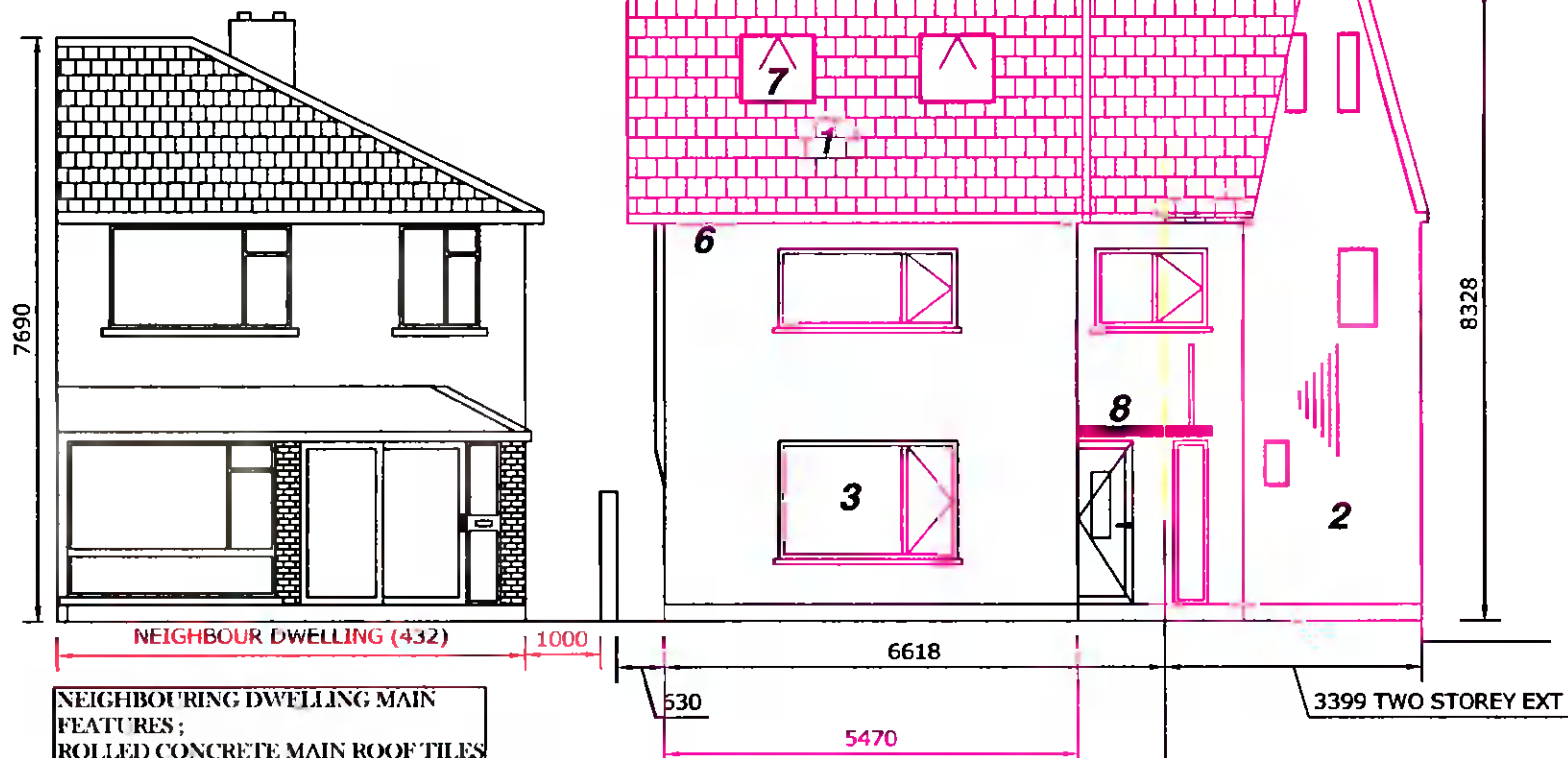 7
1
6
7690
8328
8
3
2
NEIGHBOUR DWELLING (432)
1000
6618
630
3399 TWO STOREY EXT
5470
NEIGHBOURING DWELLING MAIN
FEATURES ;
ROLLED CONCRETE MAIN ROOF TILES